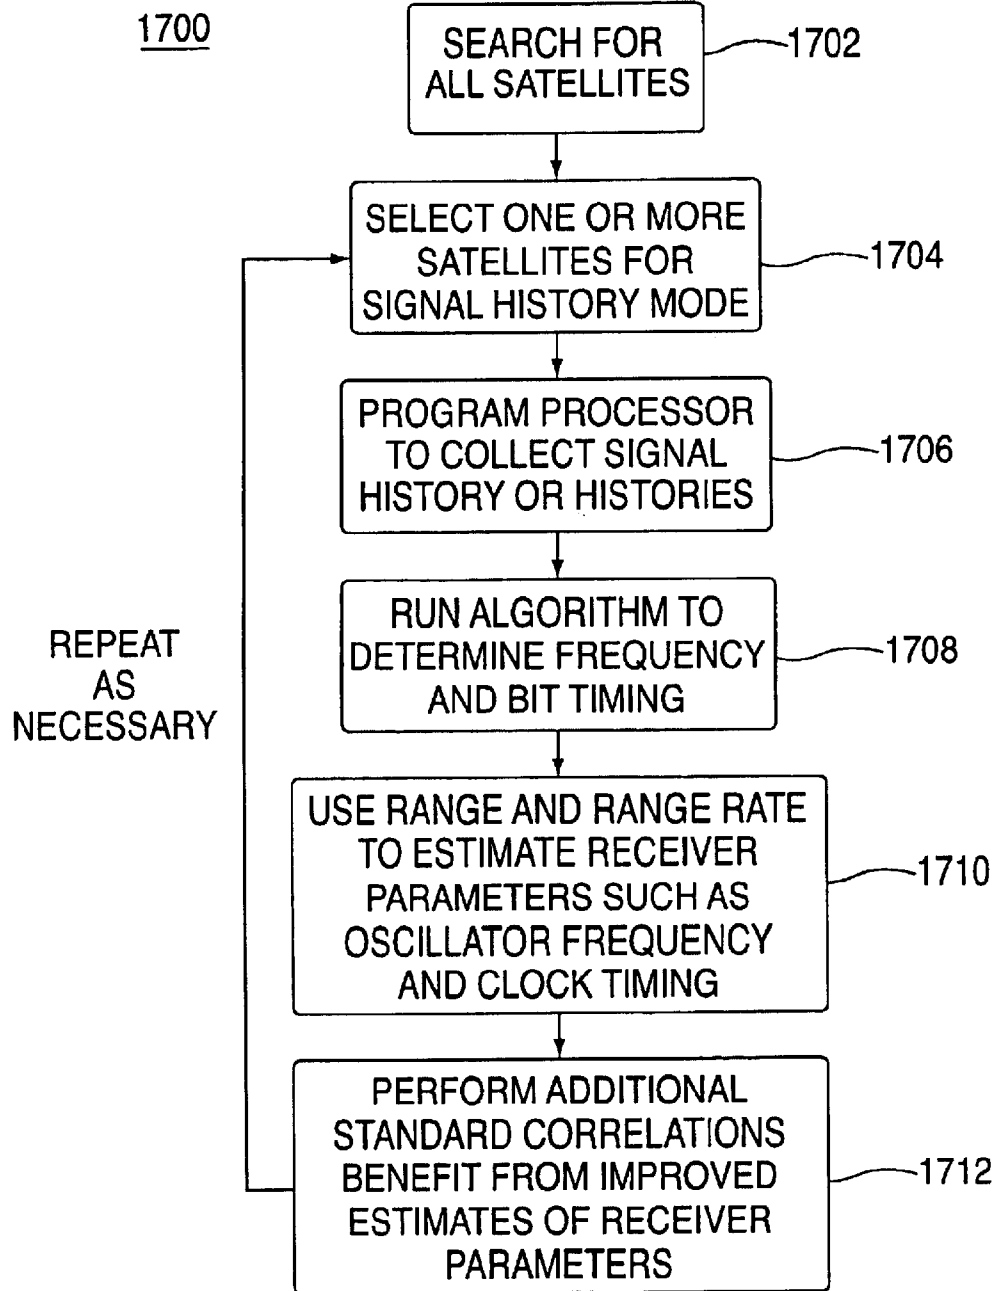 1700
SEARCH FOR
ALL SATELLITES
1702
SELECT ONE OR MORE
SATELLITES FOR
SIGNAL HISTORY MODE
1704
PROGRAM PROCESSOR
TO COLLECT SIGNAL
HISTORY OR HISTORIES
1706
RUN ALGORITHM TO
DETERMINE FREQUENCY
AND BIT TIMING
1708
REPEAT
AS
NECESSARY
USE RANGE AND RANGE RATE
TO ESTIMATE RECEIVER
PARAMETERS SUCH AS
OSCILLATOR FREQUENCY
AND CLOCK TIMING
1710
PERFORM ADDITIONAL
STANDARD CORRELATIONS
BENEFIT FROM IMPROVED
ESTIMATES OF RECEIVER
PARAMETERS
1712